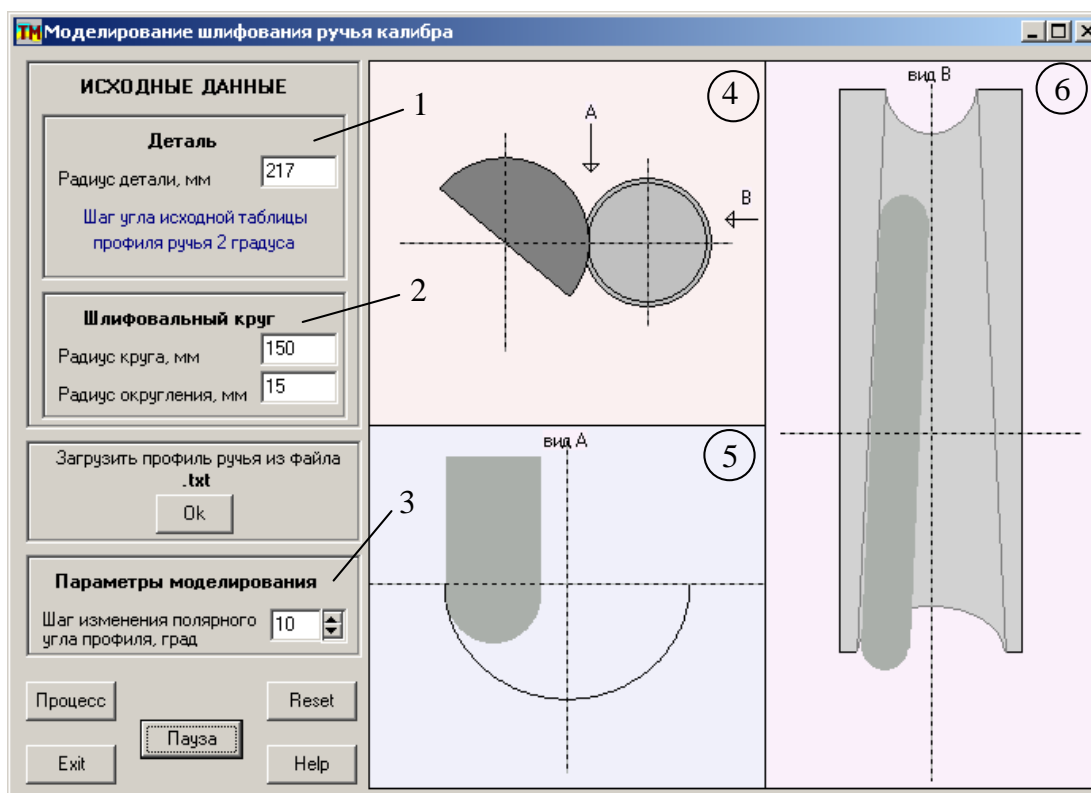 TM Моделирование шлифования ручья калибра
ИСХОДНЫЕ ДАННЫЕ
1
Деталь
Радиус детали, мм 217
Шаг угла исходной таблицы
профиля ручья 2 градуса
2
Шлифовальный круг
Радиус круга, мм 150
Радиус округления, мм 15
Загрузить профиль ручья из файла
.txt
Ok
3
Параметры моделирования
Шаг изменения полярного
угла профиля, град 10
Процесс
Reset
Пауза
Exit
Help
4
A
B
вид A
5
вид B
6